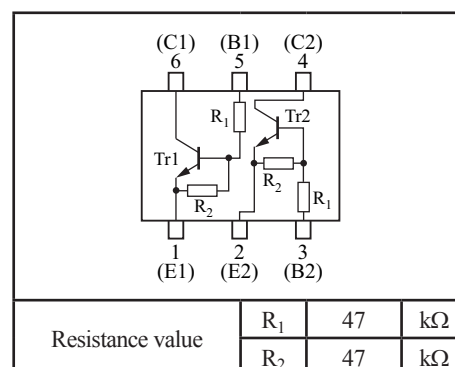 (C1) (B1) (C2)
6 5 4
R1
Tr2
Tr1
R2
R2
R1
1 2 3
(E1) (E2) (B2)
Resistance value R1 47 kΩ
R2 47 kΩ